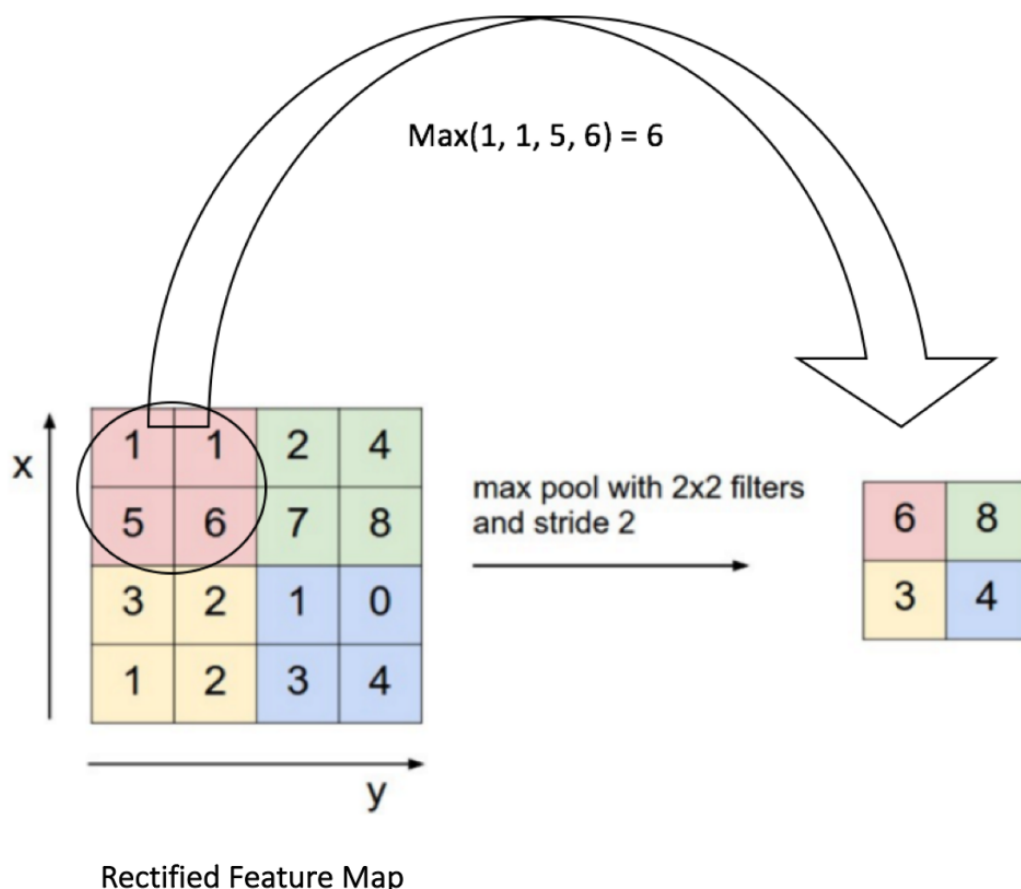 Max(1, 1, 5, 6) = 6
x
1 1 2 4
5 6 7 8
3 2 1 0
1 2 3 4
y
max pool with 2x2 filters
and stride 2
6 8
3 4
Rectified Feature Map